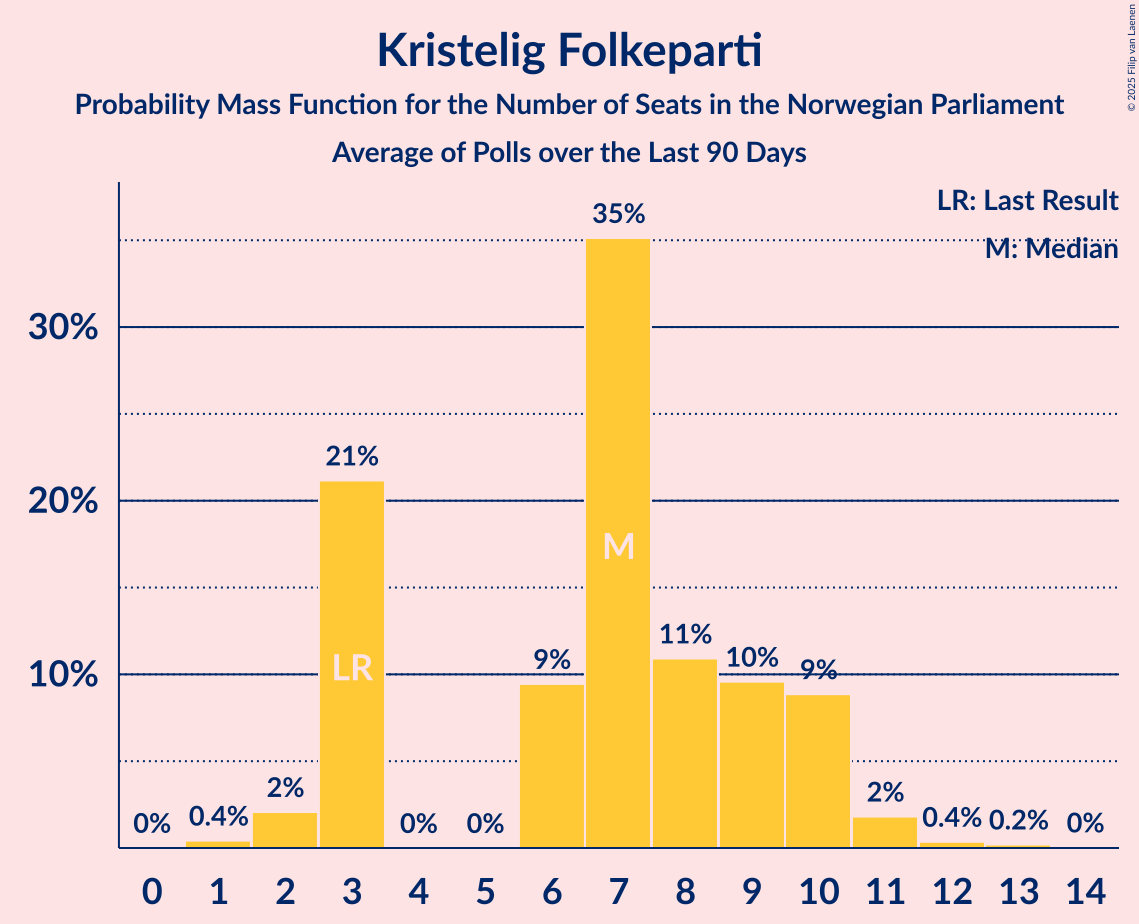 Kristelig Folkeparti
Probability Mass Function for the Number of Seats in the Norwegian Parliament
Average of Polls over the Last 90 Days
© 2025 Filip van Laenen
LR: Last Result
M: Median
35%
30%
21%
20%
M
11%
10%
9%
9%
10%
LR
2%
2%
0%
0.4%
0%
0%
0.4%
0.2%
0%
0 1 2 3 4 5 6 7 8 9 10 11 12 13 14